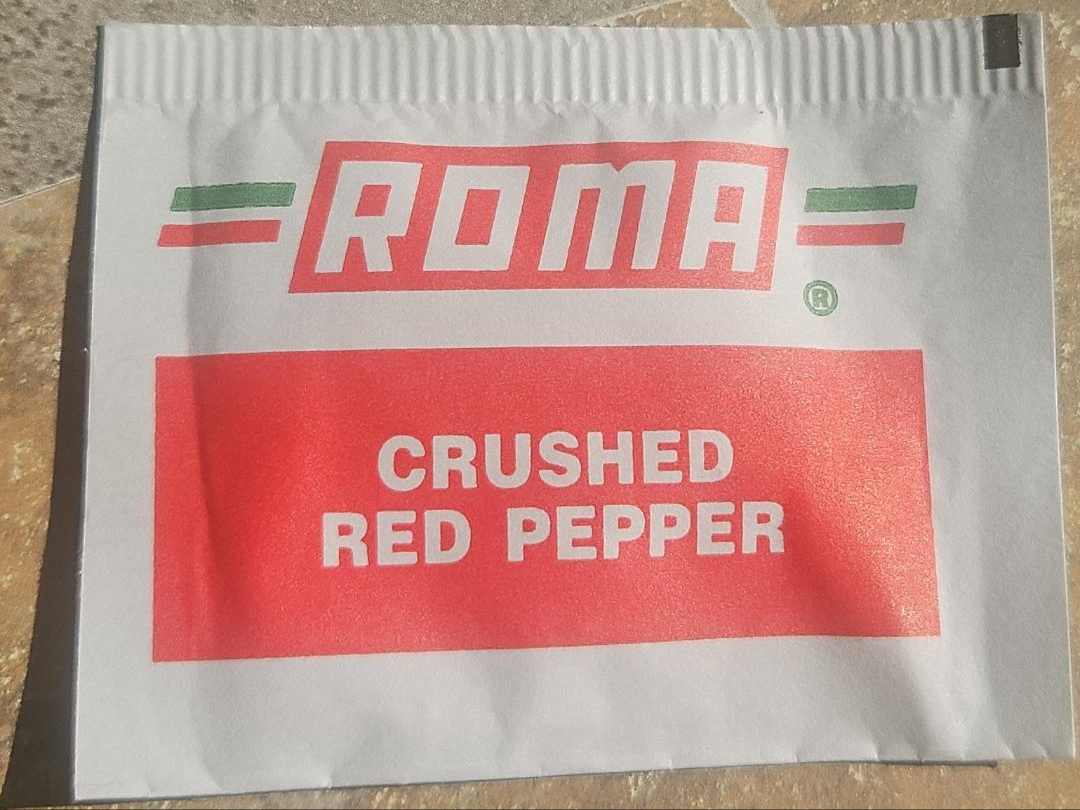 ROMA
®
CRUSHED
RED PEPPER